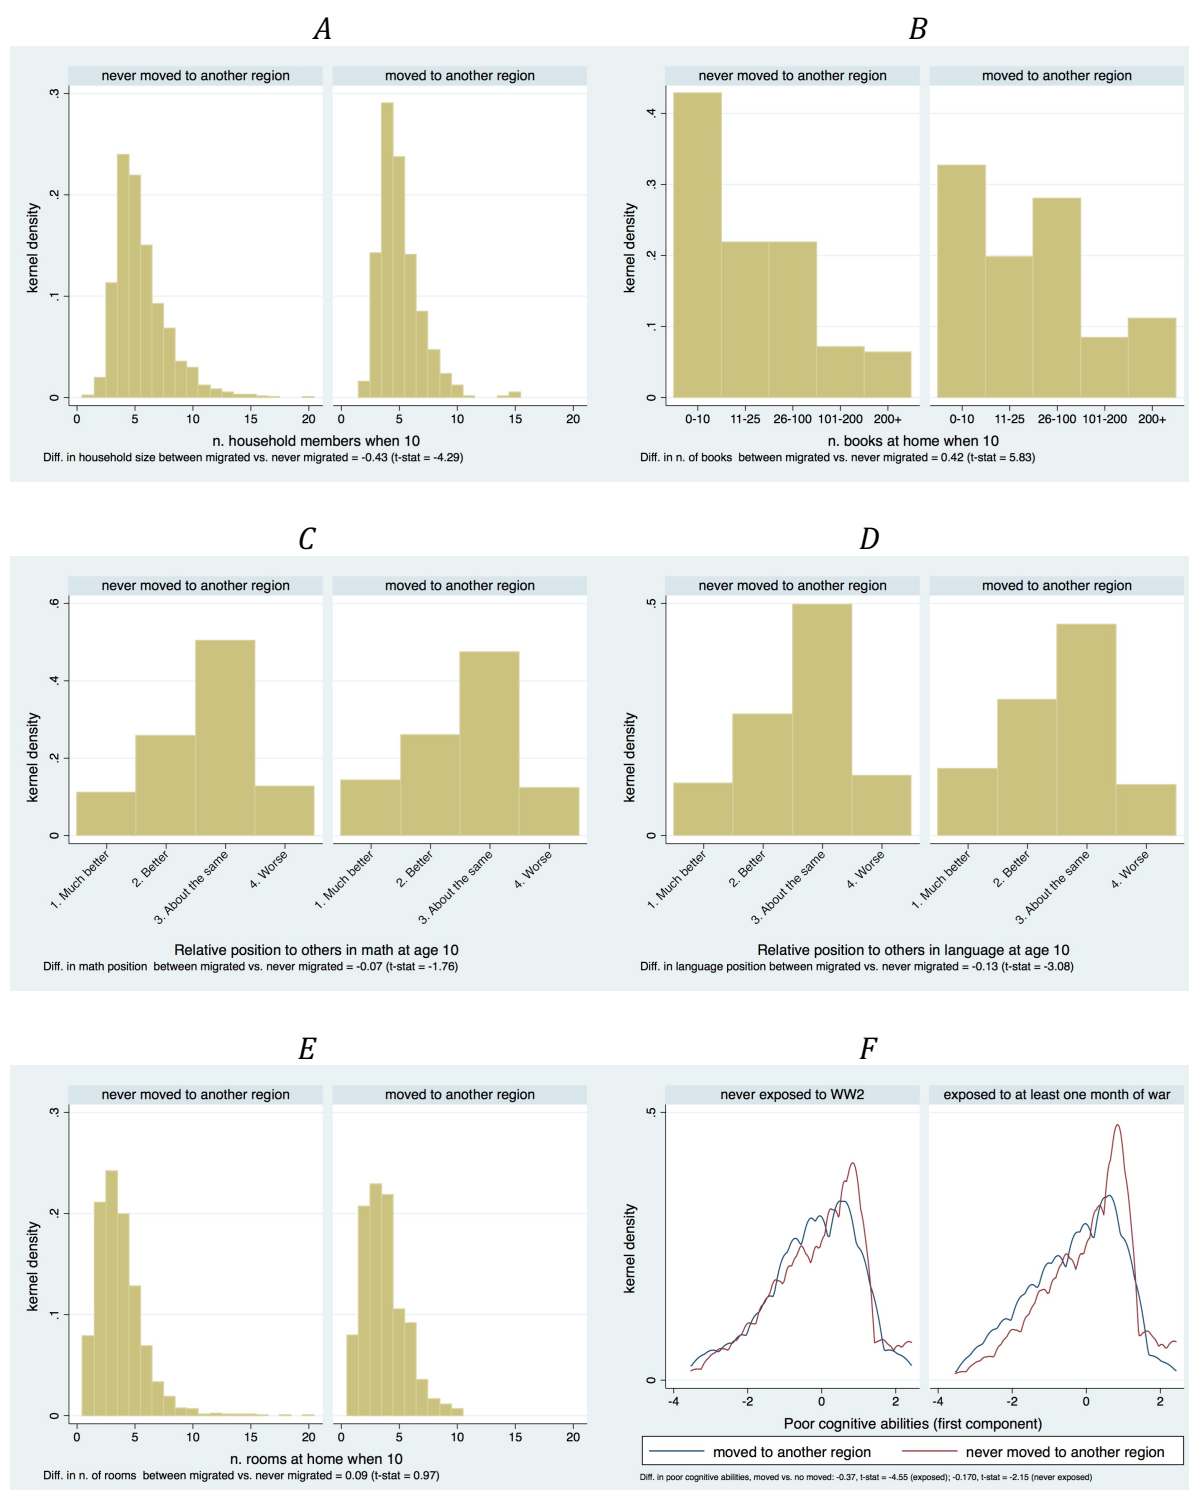 A
B
never moved to another region
moved to another region
never moved to another region
moved to another region
kernel density
0 .1 .2 .3
0 5 10 15 20
0 5 10 15 20
n. household members when 10
Diff. in household size between migrated vs. never migrated = -0.43 (t-stat = -4.29)
kernel density
0 .1 .2 .3 .4
0-10 11-25 26-100 101-200 200+
0-10 11-25 26-100 101-200 200+
n. books at home when 10
Diff. in n. of books between migrated vs. never migrated = 0.42 (t-stat = 5.83)
C
D
never moved to another region
moved to another region
never moved to another region
moved to another region
kernel density
0 .2 .4 .6
1. Much better
2. Better
3. About the same
4. Worse
1. Much better
2. Better
3. About the same
4. Worse
Relative position to others in math at age 10
Diff. in math position between migrated vs. never migrated = -0.07 (t-stat = -1.76)
kernel density
0 .5
1. Much better
2. Better
3. About the same
4. Worse
1. Much better
2. Better
3. About the same
4. Worse
Relative position to others in language at age 10
Diff. in language position between migrated vs. never migrated = -0.13 (t-stat = -3.08)
E
F
never moved to another region
moved to another region
never exposed to WW2
exposed to at least one month of war
kernel density
0 .1 .2 .3
0 5 10 15 20
0 5 10 15 20
n. rooms at home when 10
Diff. in n. of rooms between migrated vs. never migrated = 0.09 (t-stat = 0.97)
kernel density
0 .5
-4 -2 0 2
-4 -2 0 2
Poor cognitive abilities (first component)
moved to another region
never moved to another region
Diff. in poor cognitive abilities, moved vs. no moved: -0.37, t-stat = -4.55 (exposed); -0.170, t-stat = -2.15 (never exposed)